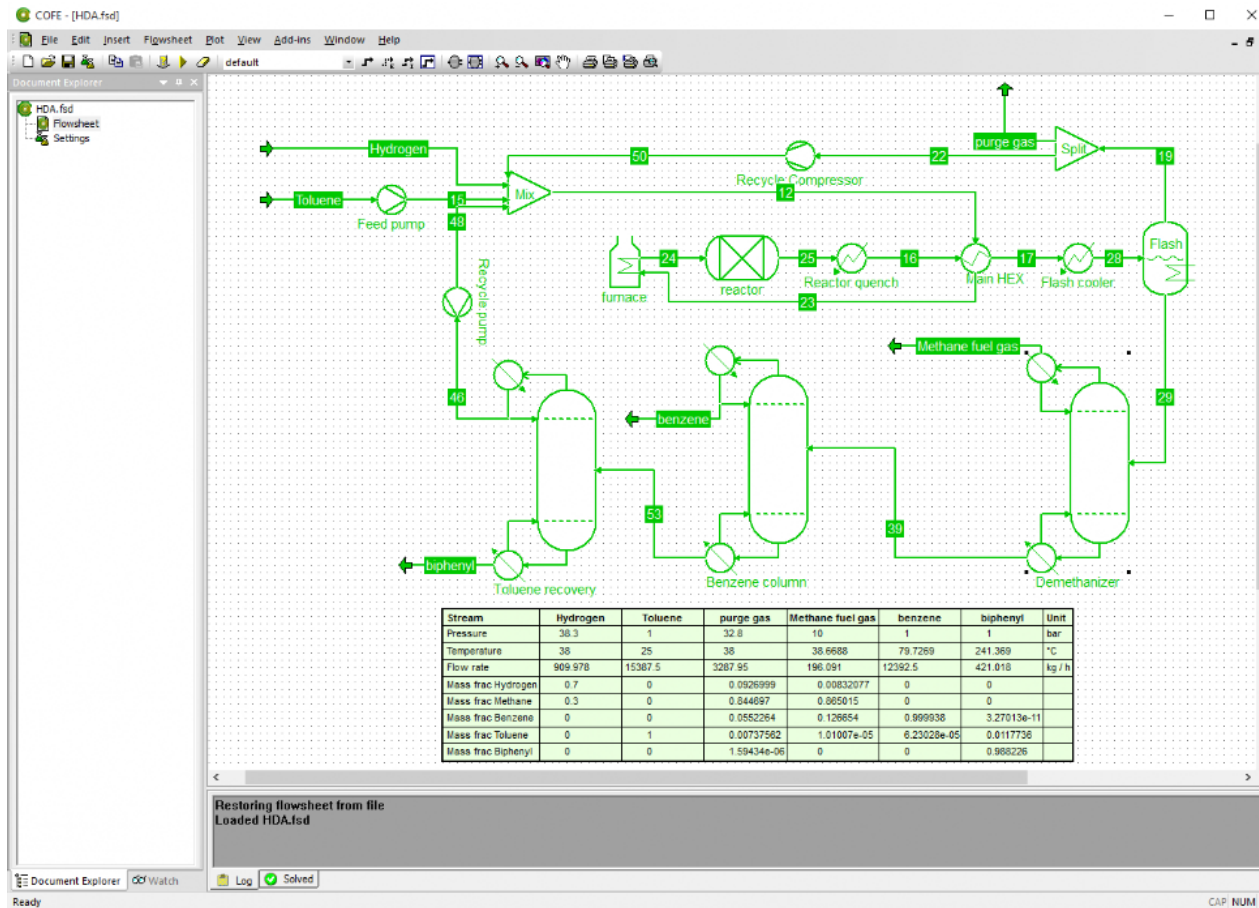 COFE - [HDA.fsd]
File Edit Insert Flowsheet Plot View Add-ins Window Help
default
Document Explorer
HDA.fsd
Flowsheet
Settings
purge gas
Split
19
Hydrogen
50
22
Recycle Compressor
12
Toluene
15
Mix
Feed pump
48
Flash
24
25
16
17
28
furnace
reactor
Reactor quench
Main HEX
Flash cooler
23
Recycle pump
Methane fuel gas
46
benzene
29
53
39
biphenyl
Toluene recovery
Benzene column
Demethanizer
Stream Hydrogen Toluene purge gas Methane fuel gas benzene biphenyl Unit
Pressure 38.3 1 32.8 10 1 1 bar
Temperature 38 25 38 38.6688 79.7269 241.369 °C
Flow rate 909.978 15387.5 3287.95 196.091 12392.5 421.018 kg / h
Mass frac Hydrogen 0.7 0 0.0926999 0.00832077 0 0
Mass frac Methane 0.3 0 0.844697 0.865015 0 0
Mass frac Benzene 0 0 0.0552264 0.126654 0.999938 3.27013e-11
Mass frac Toluene 0 1 0.00737562 1.01007e-05 6.23028e-05 0.0117736
Mass frac Biphenyl 0 0 1.59434e-06 0 0 0.988226
Restoring flowsheet from file
Loaded HDA.fsd
Document Explorer Watch
Log Solved
Ready
CAP NUM